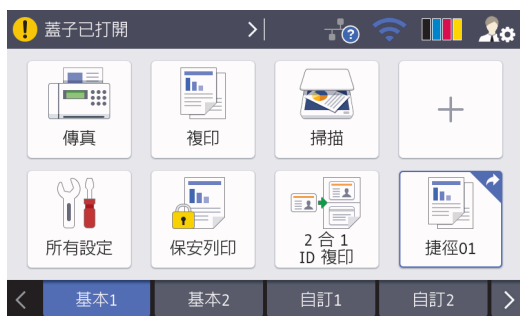 蓋子已打開
傳真
複印
掃描
所有設定
保安列印
2 合 1
ID 複印
捷徑01
基本1
基本2
自訂1
自訂2